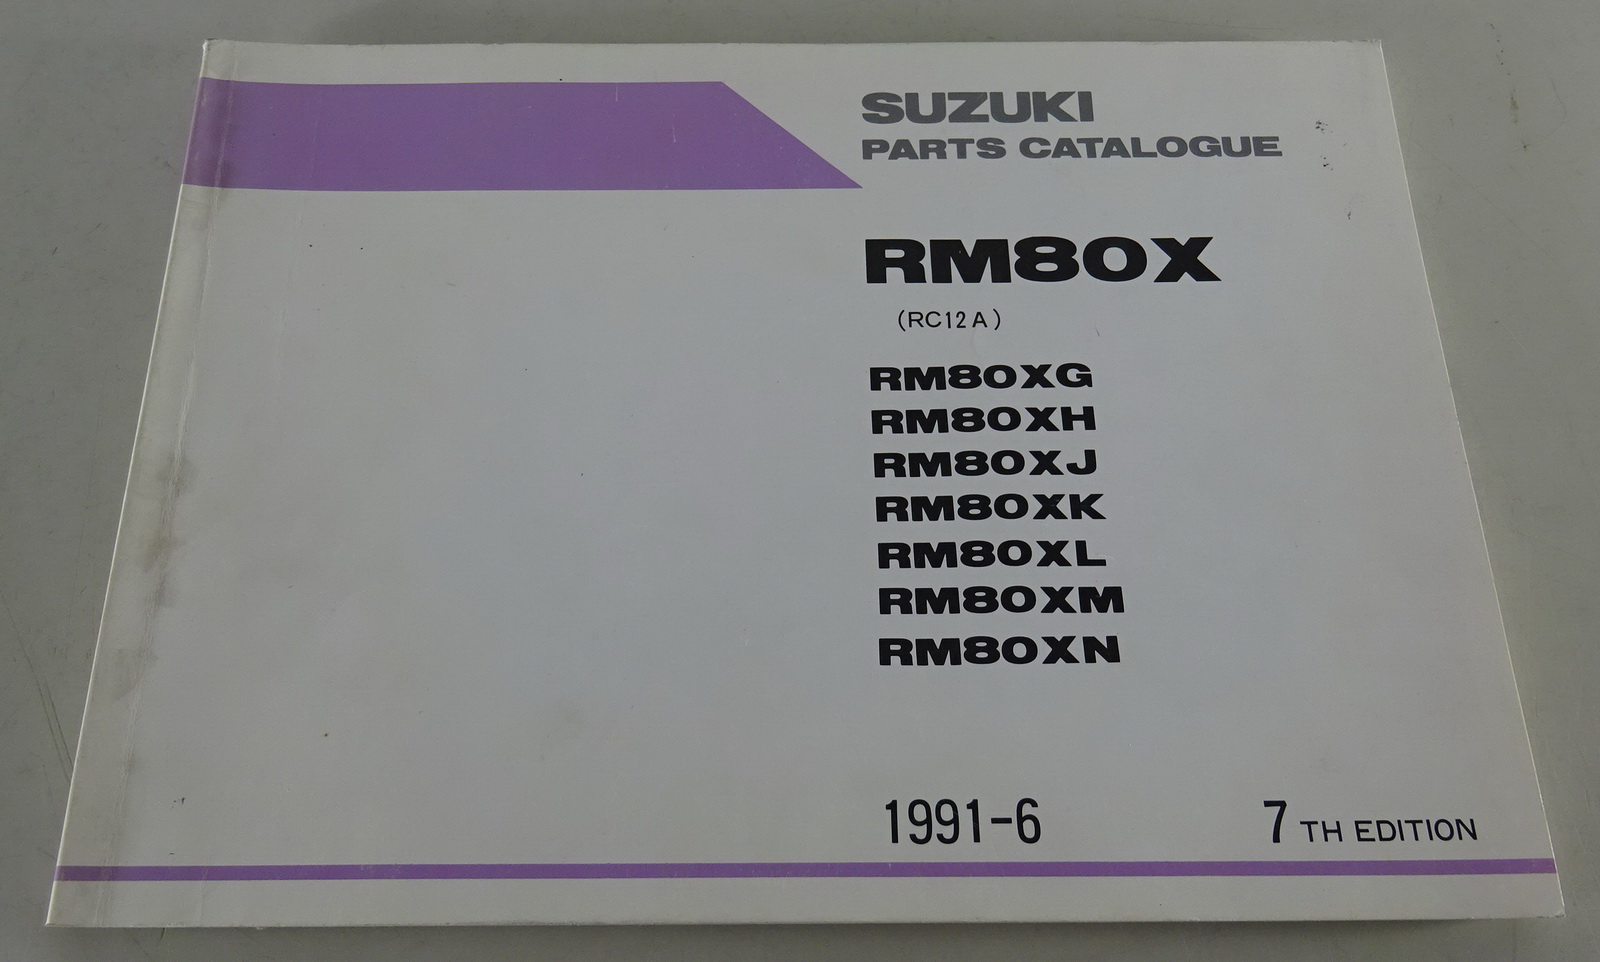 SUZUKI
PARTS CATALOGUE
RM80X
(RC12A)
RM80XG
RM80XH
RM80XJ
RM80XK
RM80XL
RM80XM
RM80XN
1991-6 7 TH EDITION